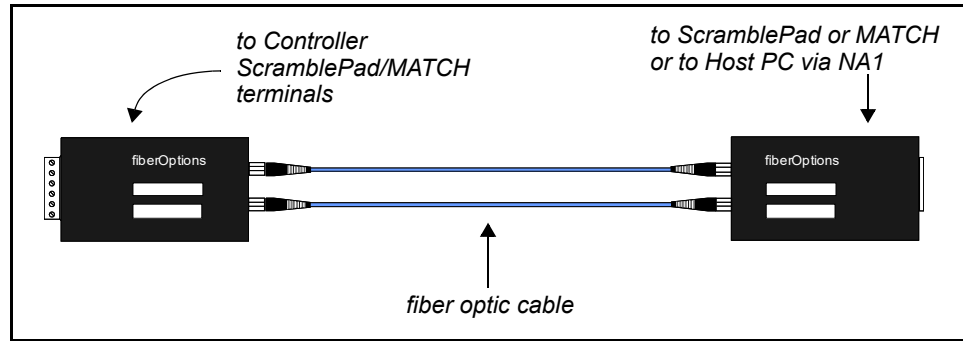 to Controller
ScramblePad/MATCH
terminals
to ScramblePad or MATCH
or to Host PC via NA1
fiberOptions
fiberOptions
fiber optic cable